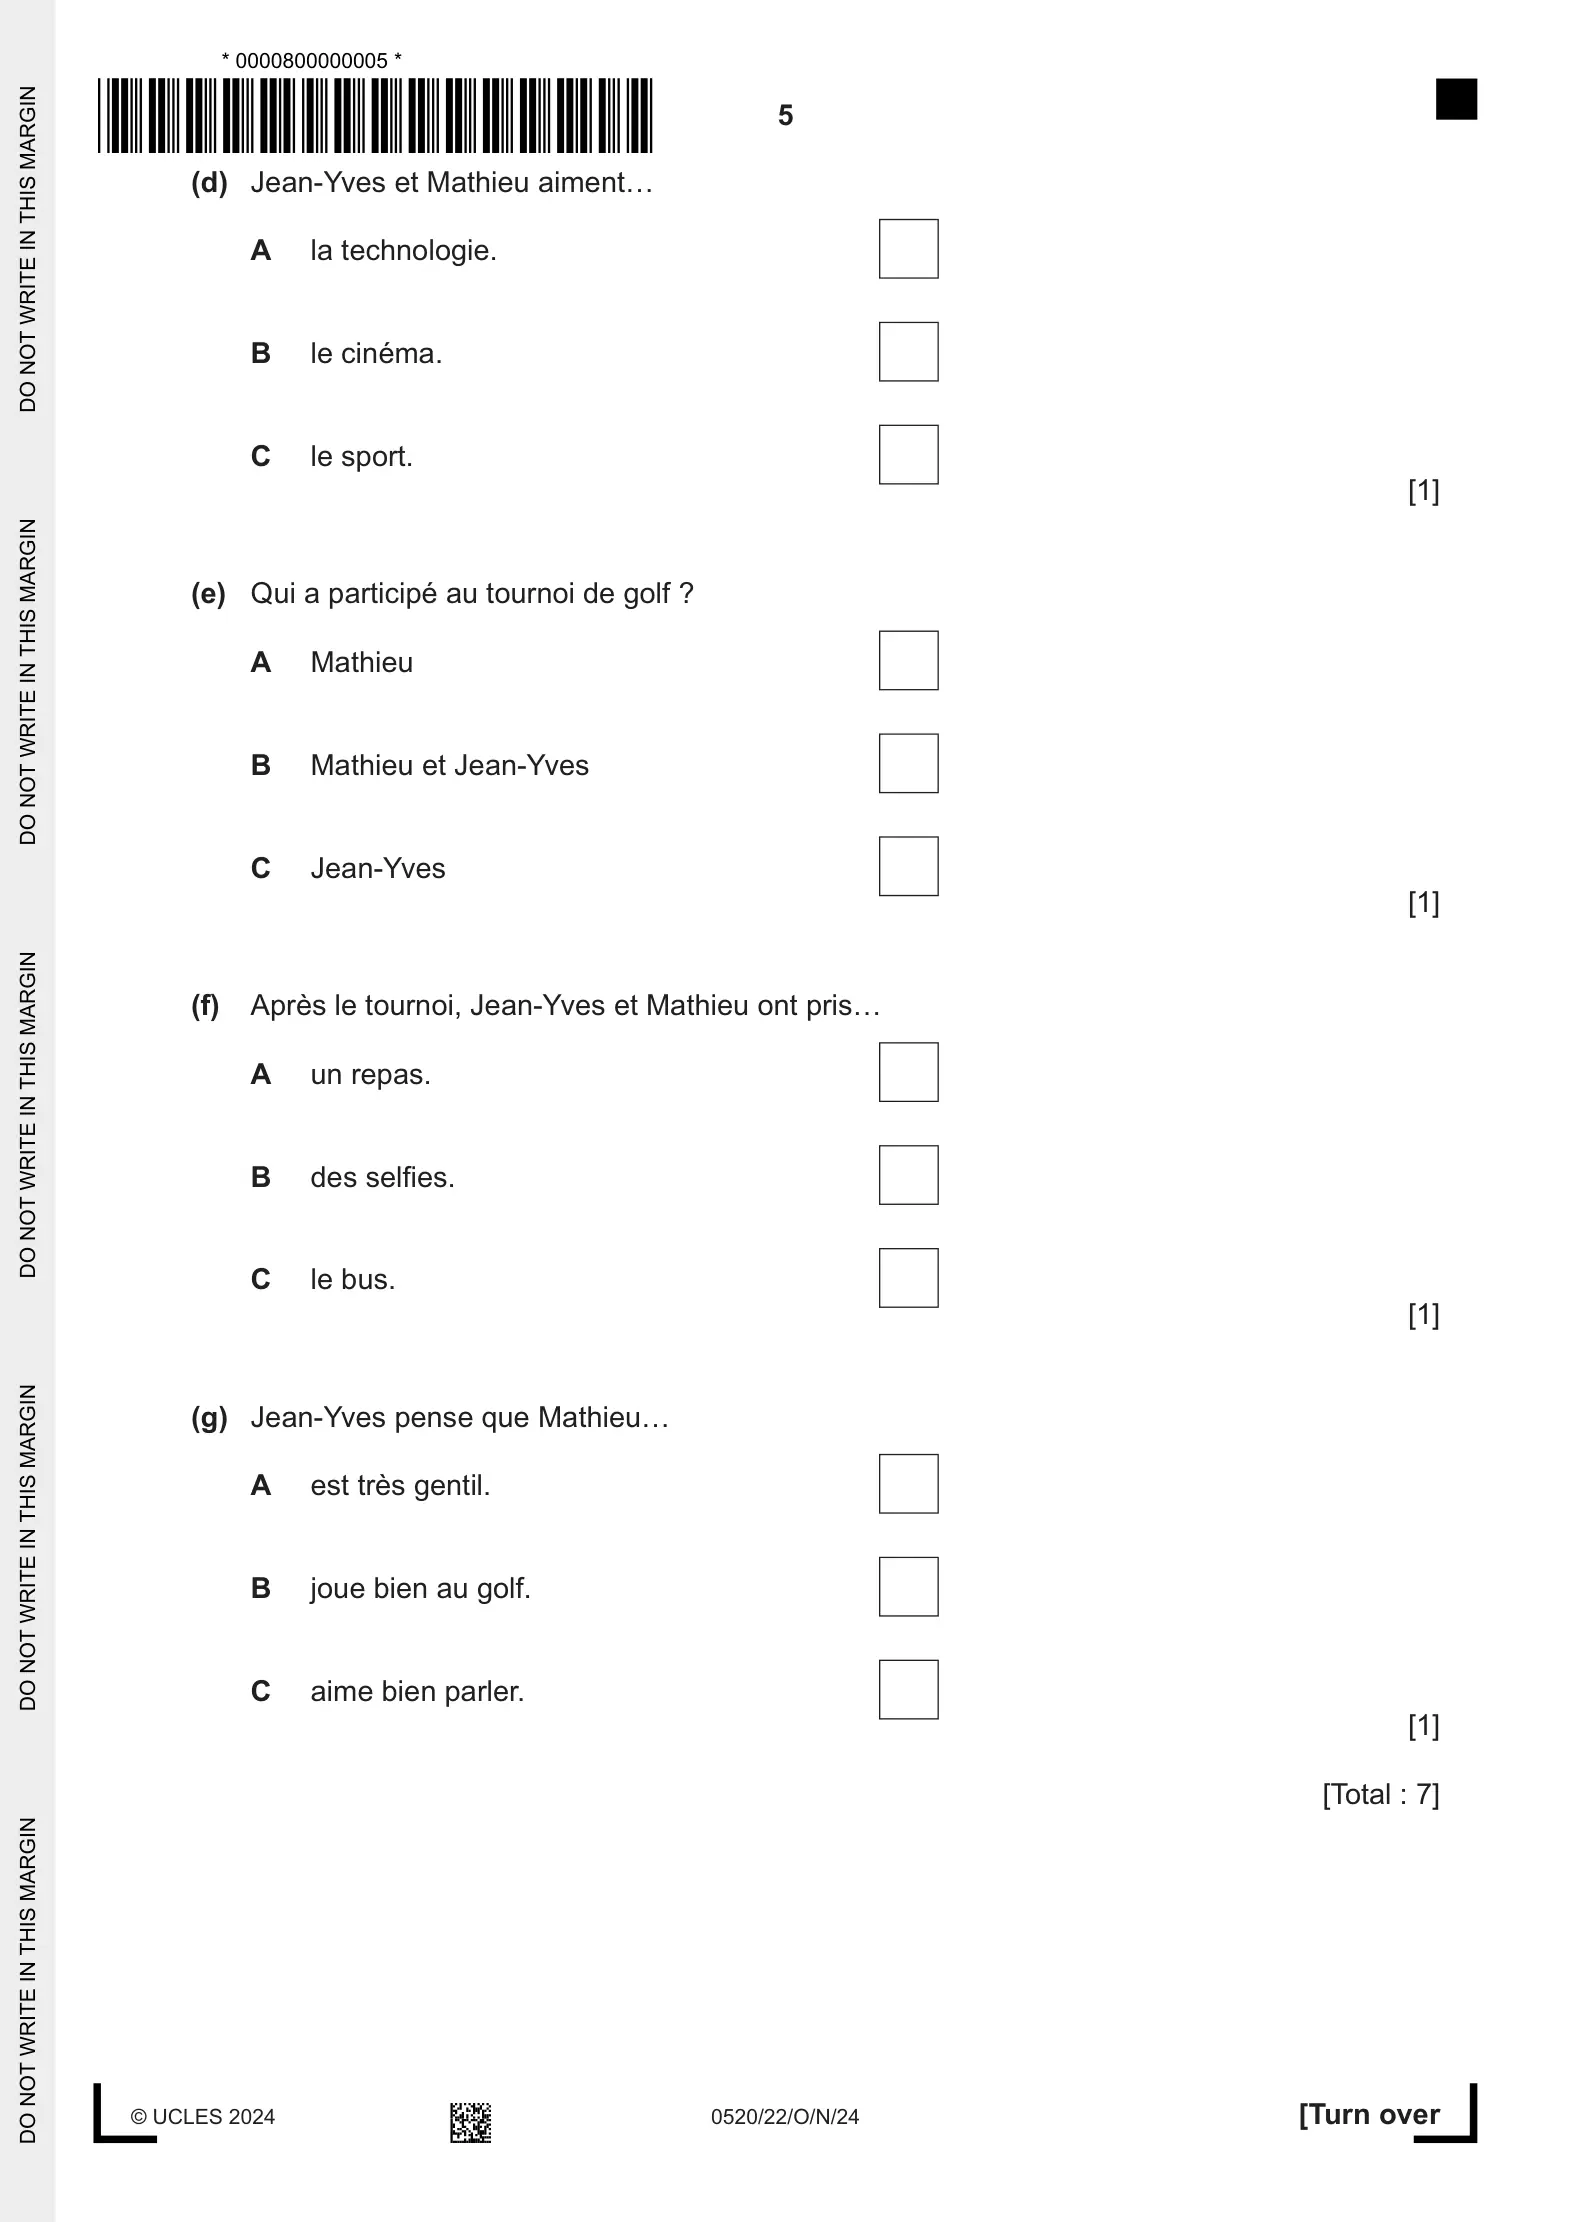 * 0000800000005 *
5
(d) Jean-Yves et Mathieu aiment…
A la technologie.
B le cinéma.
C le sport.
[1]
(e) Qui a participé au tournoi de golf ?
A Mathieu
B Mathieu et Jean-Yves
C Jean-Yves
[1]
(f) Après le tournoi, Jean-Yves et Mathieu ont pris…
A un repas.
B des selfies.
C le bus.
[1]
(g) Jean-Yves pense que Mathieu…
A est très gentil.
B joue bien au golf.
C aime bien parler.
[1]
[Total : 7]
© UCLES 2024
0520/22/O/N/24
[Turn over
DO NOT WRITE IN THIS MARGIN
DO NOT WRITE IN THIS MARGIN
DO NOT WRITE IN THIS MARGIN
DO NOT WRITE IN THIS MARGIN
DO NOT WRITE IN THIS MARGIN